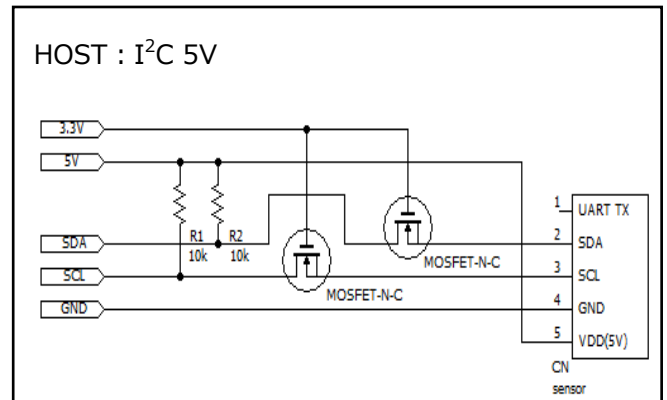 HOST : I²C 5V
3.3V
5V
SDA
SCL
GND
R1 R2
10k 10k
MOSFET-N-C
MOSFET-N-C
1 UART TX
2 SDA
3 SCL
4 GND
5 VDD(5V)
CN
sensor